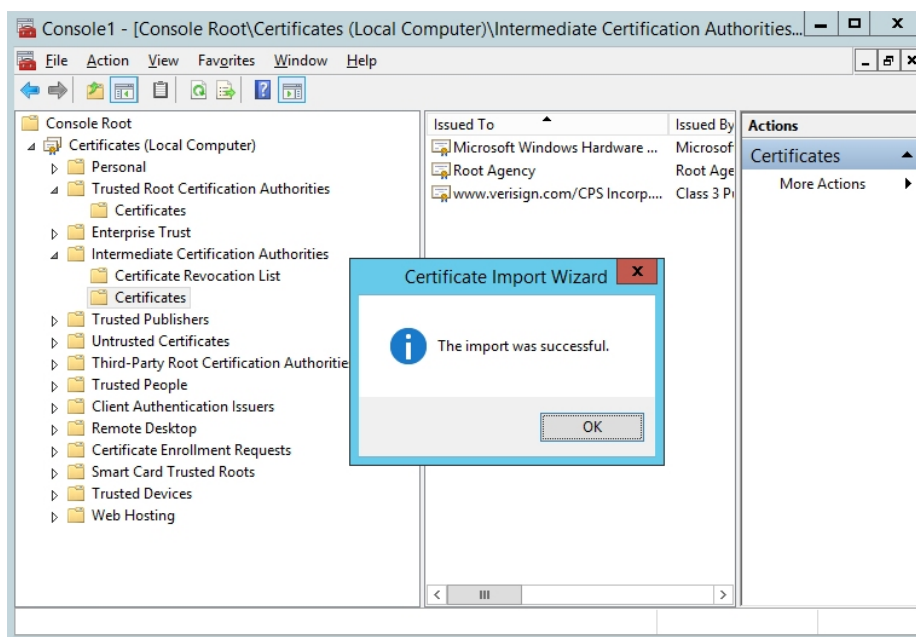 Console1 - [Console Root\Certificates (Local Computer)\Intermediate Certification Authorities...
File Action View Favorites Window Help
Console Root
Certificates (Local Computer)
Personal
Trusted Root Certification Authorities
Certificates
Enterprise Trust
Intermediate Certification Authorities
Certificate Revocation List
Certificates
Trusted Publishers
Untrusted Certificates
Third-Party Root Certification Authoritie
Trusted People
Client Authentication Issuers
Remote Desktop
Certificate Enrollment Requests
Smart Card Trusted Roots
Trusted Devices
Web Hosting
Issued To Issued By
Microsoft Windows Hardware ... Microsof
Root Agency Root Age
www.verisign.com/CPS Incorp.... Class 3 P
Certificate Import Wizard
The import was successful.
OK
Actions
Certificates
More Actions